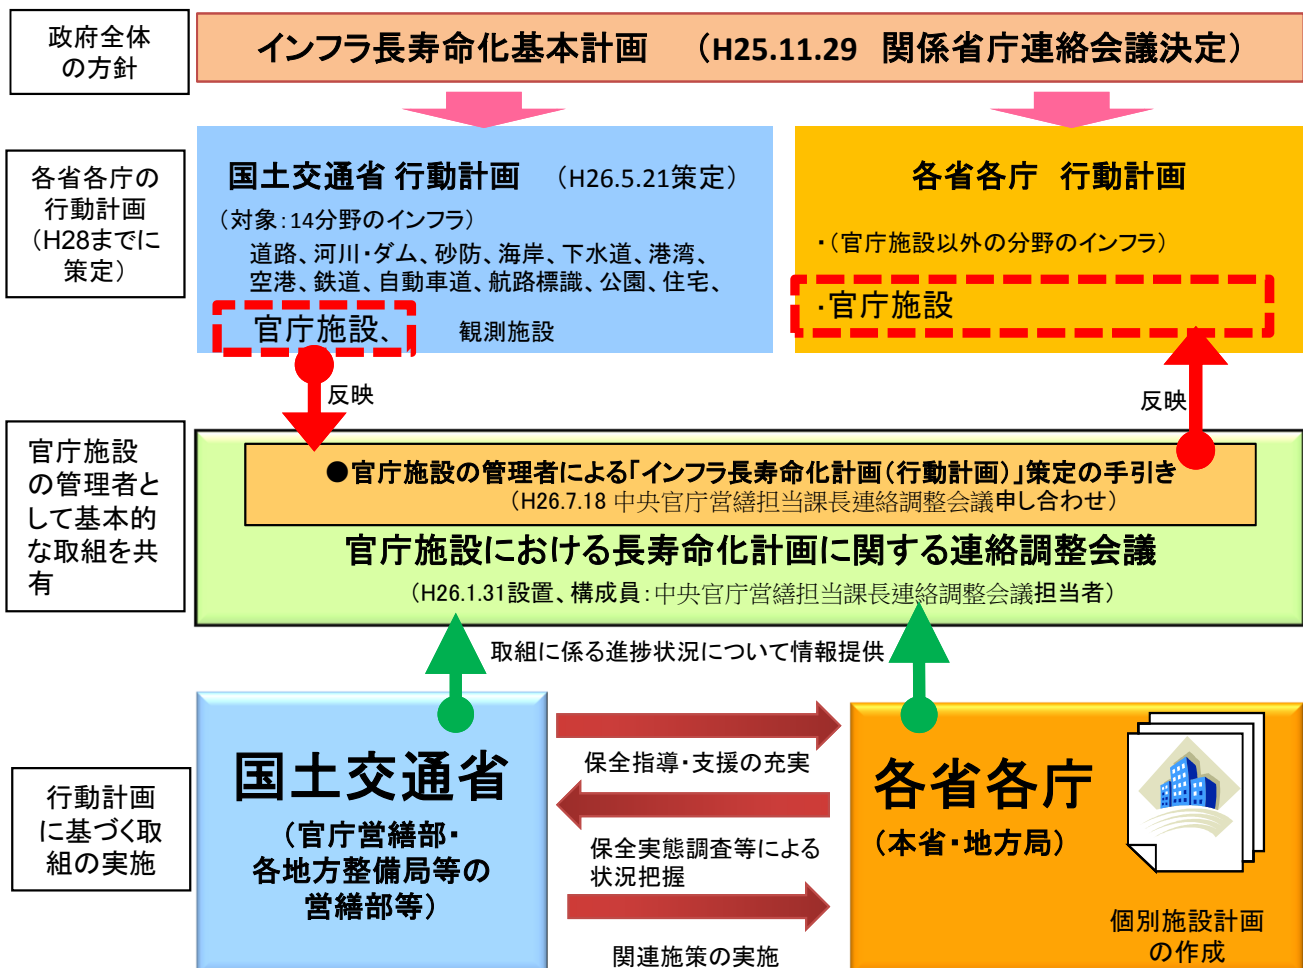 政府全体
の方針
インフラ長寿命化基本計画　（H25.11.29　関係省庁連絡会議決定）
各省各庁の
行動計画
（H28までに
策定）
国土交通省 行動計画　（H26.5.21策定）
（対象：14分野のインフラ）
道路、河川・ダム、砂防、海岸、下水道、港湾、
空港、鉄道、自動車道、航路標識、公園、住宅、
官庁施設、　観測施設
各省各庁　行動計画
・（官庁施設以外の分野のインフラ）
・官庁施設
反映
反映
官庁施設
の管理者と
して基本的
な取組を共
有
●官庁施設の管理者による「インフラ長寿命化計画（行動計画）」策定の手引き
（H26.7.18 中央官庁営繕担当課長連絡調整会議申し合わせ）
官庁施設における長寿命化計画に関する連絡調整会議
（H26.1.31設置、構成員：中央官庁営繕担当課長連絡調整会議担当者）
取組に係る進捗状況について情報提供
行動計画
に基づく取
組の実施
国土交通省
（官庁営繕部・
各地方整備局等の
営繕部等）
保全指導・支援の充実
保全実態調査等による
状況把握
関連施策の実施
各省各庁
（本省・地方局）
個別施設計画
の作成